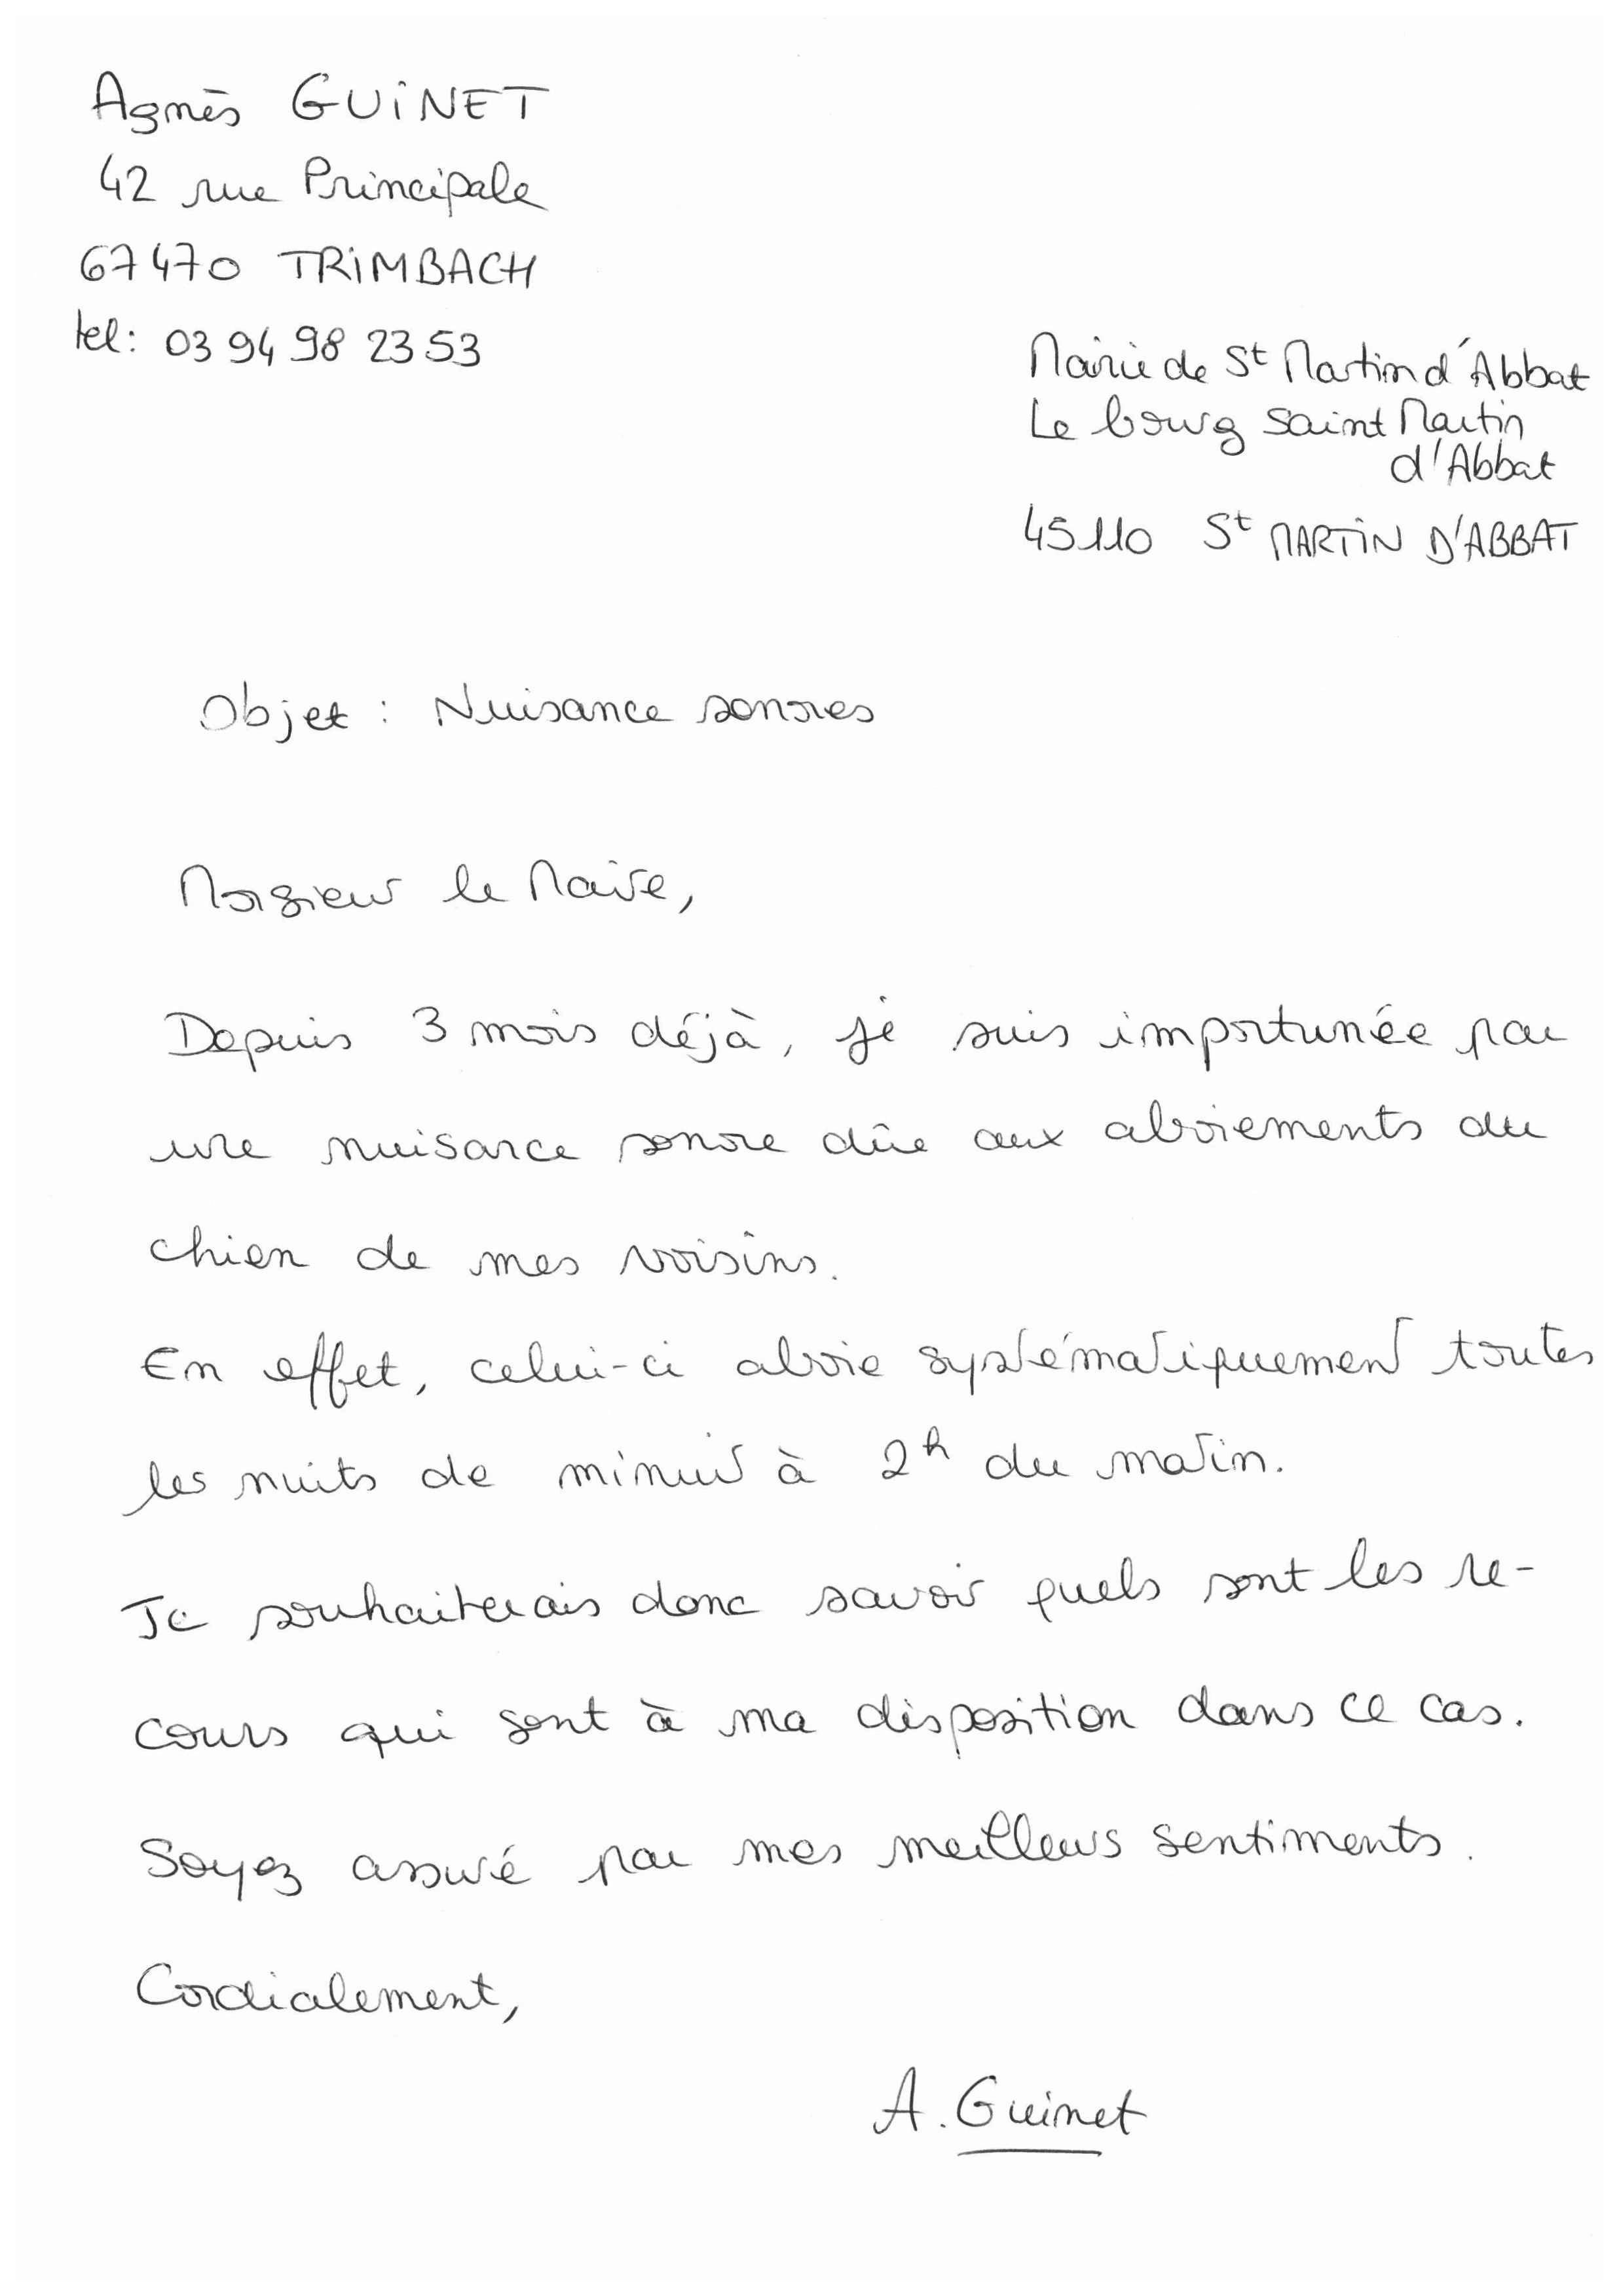 Agnès GUINET
42 rue Principale
67470 TRIMBACH
tel: 03 94 98 23 53
Mairie de St Martin d'Abbat
Le bourg Saint Martin
d'Abbat
45110 St MARTIN D'ABBAT
Objet : Nuisance sonores
Monsieur le Maire,
Depuis 3 mois déjà, je suis importunée par
une nuisance sonore dûe aux aboiements du
chien de mes voisins.
En effet, celui-ci aboie systématiquement toutes
les nuits de minuit à 2h du matin.
Je souhaiterais donc savoir quels sont les re-
cours qui sont à ma disposition dans ce cas.
Soyez assuré par mes meilleurs sentiments.
Cordialement,
A. Guinet